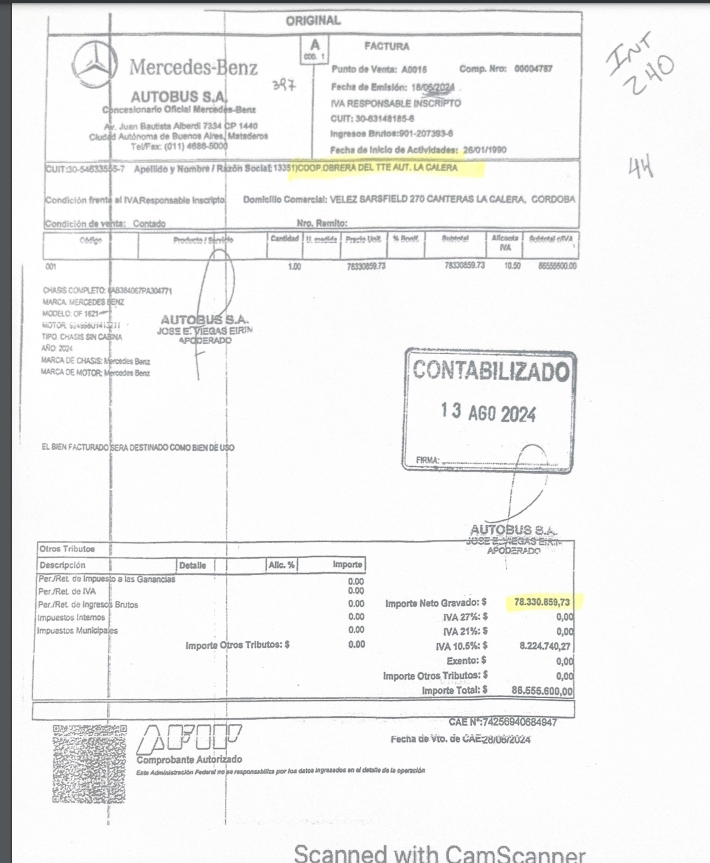 ORIGINAL
Mercedes-Benz
397
AUTOBUS S.A.
Concesionario Oficial Mercedes-Benz
Av. Juan Bautista Alberdi 7334 CP 1440
Ciudad Autónoma de Buenos Aires, Mataderos
Tel/Fax: (011) 4686-5000
A
COD. 1
FACTURA
Punto de Venta: A0016 Comp. Nro: 00004767
Fecha de Emisión: 18/06/2024
IVA RESPONSABLE INSCRIPTO
CUIT: 30-63148185-6
Ingresos Brutos:901-207393-6
Fecha de Inicio de Actividades: 26/01/1990
INT
240
44
CUIT:30-54633555-7 Apellido y Nombre / Razón Social:13351)COOP.OBRERA DEL TTE AUT. LA CALERA
Condición frente al IVA Responsable Inscripto Domicilio Comercial: VELEZ SARSFIELD 270 CANTERAS LA CALERA, CORDOBA
Condición de venta: Contado Nro. Remito:
Código Producto / Servicio Cantidad U. medida Precio Unit. % Bonif. Subtotal Alicuota IVA Subtotal c/IVA
001 1.00 78330859.73 78330859.73 10.50 86555600.00
CHASIS COMPLETO: 8AB384067PA304771
MARCA: MERCEDES BENZ
MODELO: OF 1621
MOTOR:
TIPO: CHASIS SIN CABINA
AÑO: 2024
MARCA DE CHASIS: Mercedes Benz
MARCA DE MOTOR: Mercedes Benz
AUTOBUS S.A.
JOSE E. VIEGAS EIRIN
APODERADO
CONTABILIZADO
13 AGO 2024
FIRMA:
EL BIEN FACTURADO SERA DESTINADO COMO BIEN DE USO
AUTOBUS S.A.
JOSE E. VIEGAS EIRIN
APODERADO
Otros Tributos
Descripción Detalle Alic. % Importe
Per./Ret. de Impuesto a las Ganancias 0.00
Per./Ret. de IVA 0.00
Per./Ret. de Ingresos Brutos 0.00
Impuestos Internos 0.00
Impuestos Municipales 0.00
Importe Otros Tributos: $ 0.00
Importe Neto Gravado: $ 78.330.859,73
IVA 27%: $ 0,00
IVA 21%: $ 0,00
IVA 10.5%: $ 8.224.740,27
Exento: $ 0,00
Importe Otros Tributos: $ 0,00
Importe Total: $ 86.555.600,00
CAE Nº:74256940684947
Fecha de Vto. de CAE:28/06/2024
AFIP
Comprobante Autorizado
Esta Administración Federal no se responsabiliza por los datos ingresados en el detalle de la operación
Scanned with CamScanner